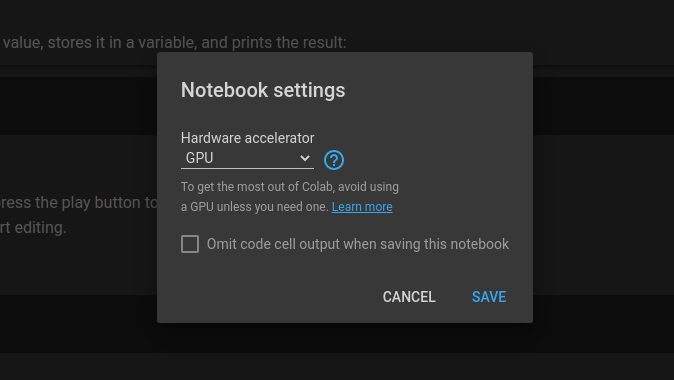 value, stores it in a variable, and prints the result:
Notebook settings
Hardware accelerator
GPU
?
To get the most out of Colab, avoid using
a GPU unless you need one. Learn more
ress the play button to
rt editing.
Omit code cell output when saving this notebook
CANCEL SAVE